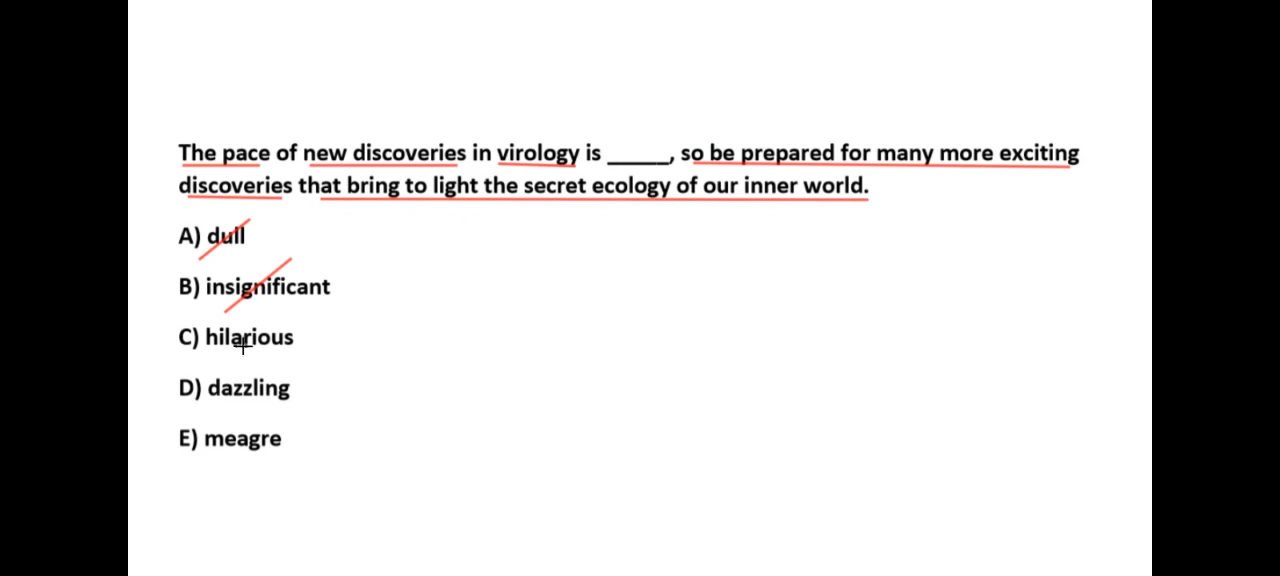 The pace of new discoveries in virology is _____, so be prepared for many more exciting
discoveries that bring to light the secret ecology of our inner world.
A) dull
B) insignificant
C) hilarious
D) dazzling
E) meagre